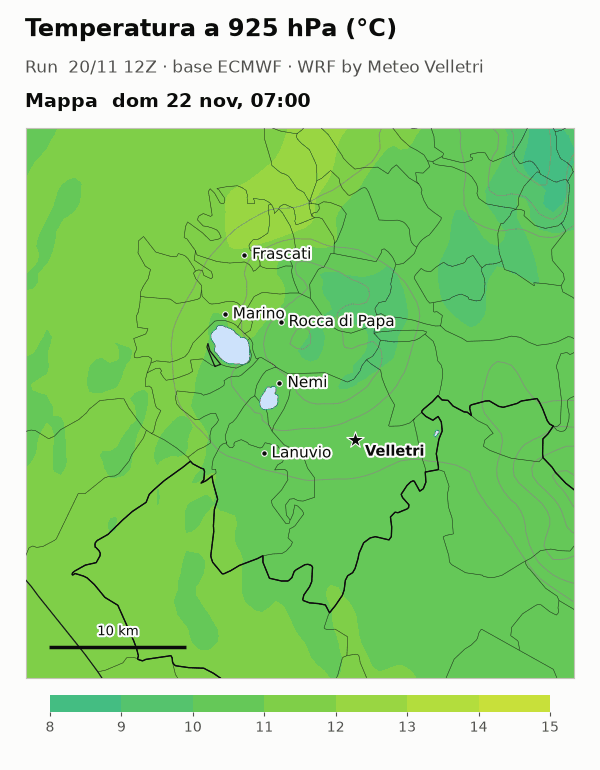 Temperatura a 925 hPa (°C)
Run 20/11 12Z · base ECMWF · WRF by Meteo Velletri
Mappa dom 22 nov, 07:00
Frascati
Marino
Rocca di Papa
Nemi
Velletri
Lanuvio
10 km
8 9 10 11 12 13 14 15